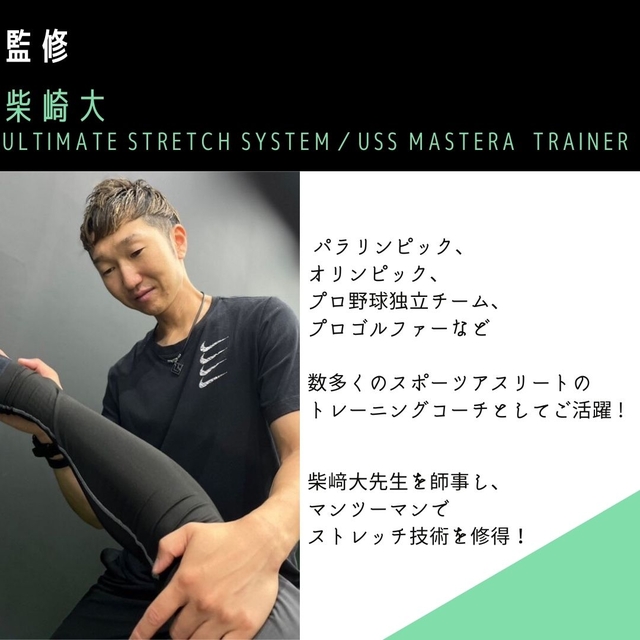 監修
柴崎大
ULTIMATE STRETCH SYSTEM / USS MASTERA TRAINER
パラリンピック、
オリンピック、
プロ野球独立チーム、
プロゴルファーなど
数多くのスポーツアスリートの
トレーニングコーチとしてご活躍！
柴﨑大先生を師事し、
マンツーマンで
ストレッチ技術を修得！